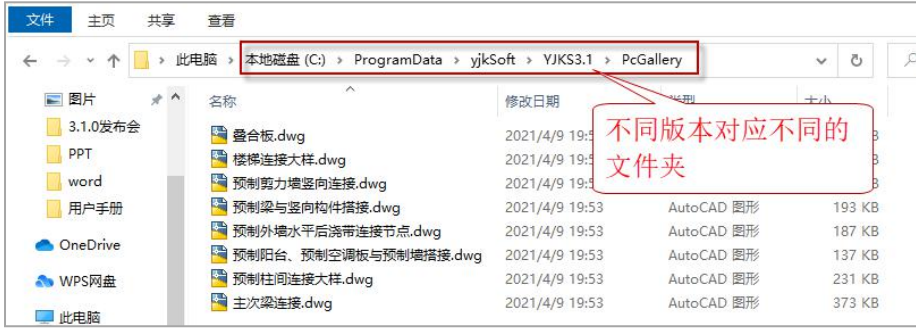 文件 主页 共享 查看
此电脑 › 本地磁盘 (C:) › ProgramData › yjkSoft › YJKS3.1 › PcGallery
图片
3.1.0发布会
PPT
word
用户手册
OneDrive
WPS网盘
此电脑
名称 修改日期 类型 大小
叠合板.dwg 2021/4/9 19:5
楼梯连接大样.dwg 2021/4/9 19:5
预制剪力墙竖向连接.dwg 2021/4/9 19:5
预制梁与竖向构件搭接.dwg 2021/4/9 19:53 AutoCAD 图形 193 KB
预制外墙水平后浇带连接节点.dwg 2021/4/9 19:53 AutoCAD 图形 187 KB
预制阳台、预制空调板与预制墙搭接.dwg 2021/4/9 19:53 AutoCAD 图形 137 KB
预制柱间连接大样.dwg 2021/4/9 19:53 AutoCAD 图形 231 KB
主次梁连接.dwg 2021/4/9 19:53 AutoCAD 图形 373 KB
不同版本对应不同的
文件夹